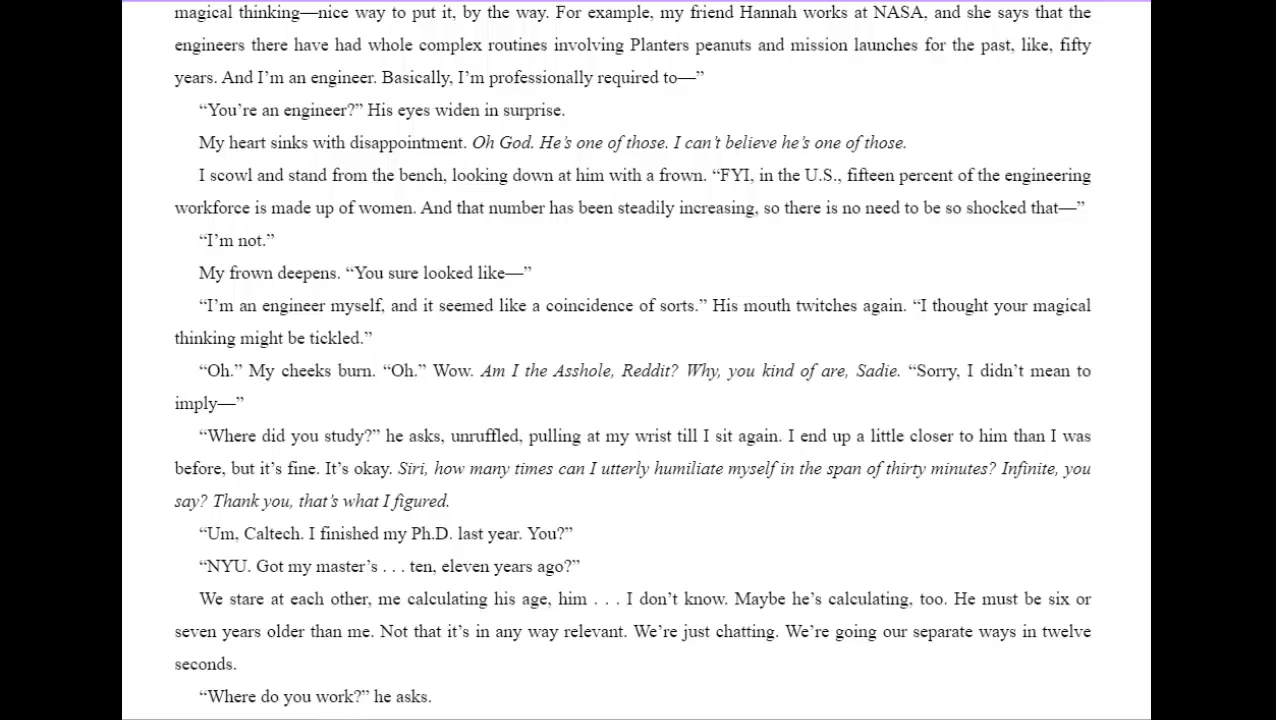 magical thinking—nice way to put it, by the way. For example, my friend Hannah works at NASA, and she says that the
engineers there have had whole complex routines involving Planters peanuts and mission launches for the past, like, fifty
years. And I’m an engineer. Basically, I’m professionally required to—”
“You’re an engineer?” His eyes widen in surprise.
My heart sinks with disappointment. Oh God. He’s one of those. I can’t believe he’s one of those.
I scowl and stand from the bench, looking down at him with a frown. “FYI, in the U.S., fifteen percent of the engineering
workforce is made up of women. And that number has been steadily increasing, so there is no need to be so shocked that—”
“I’m not.”
My frown deepens. “You sure looked like—”
“I’m an engineer myself, and it seemed like a coincidence of sorts.” His mouth twitches again. “I thought your magical
thinking might be tickled.”
“Oh.” My cheeks burn. “Oh.” Wow. Am I the Asshole, Reddit? Why, you kind of are, Sadie. “Sorry, I didn’t mean to
imply—”
“Where did you study?” he asks, unruffled, pulling at my wrist till I sit again. I end up a little closer to him than I was
before, but it’s fine. It’s okay. Siri, how many times can I utterly humiliate myself in the span of thirty minutes? Infinite, you
say? Thank you, that’s what I figured.
“Um, Caltech. I finished my Ph.D. last year. You?”
“NYU. Got my master’s . . . ten, eleven years ago?”
We stare at each other, me calculating his age, him . . . I don’t know. Maybe he’s calculating, too. He must be six or
seven years older than me. Not that it’s in any way relevant. We’re just chatting. We’re going our separate ways in twelve
seconds.
“Where do you work?” he asks.